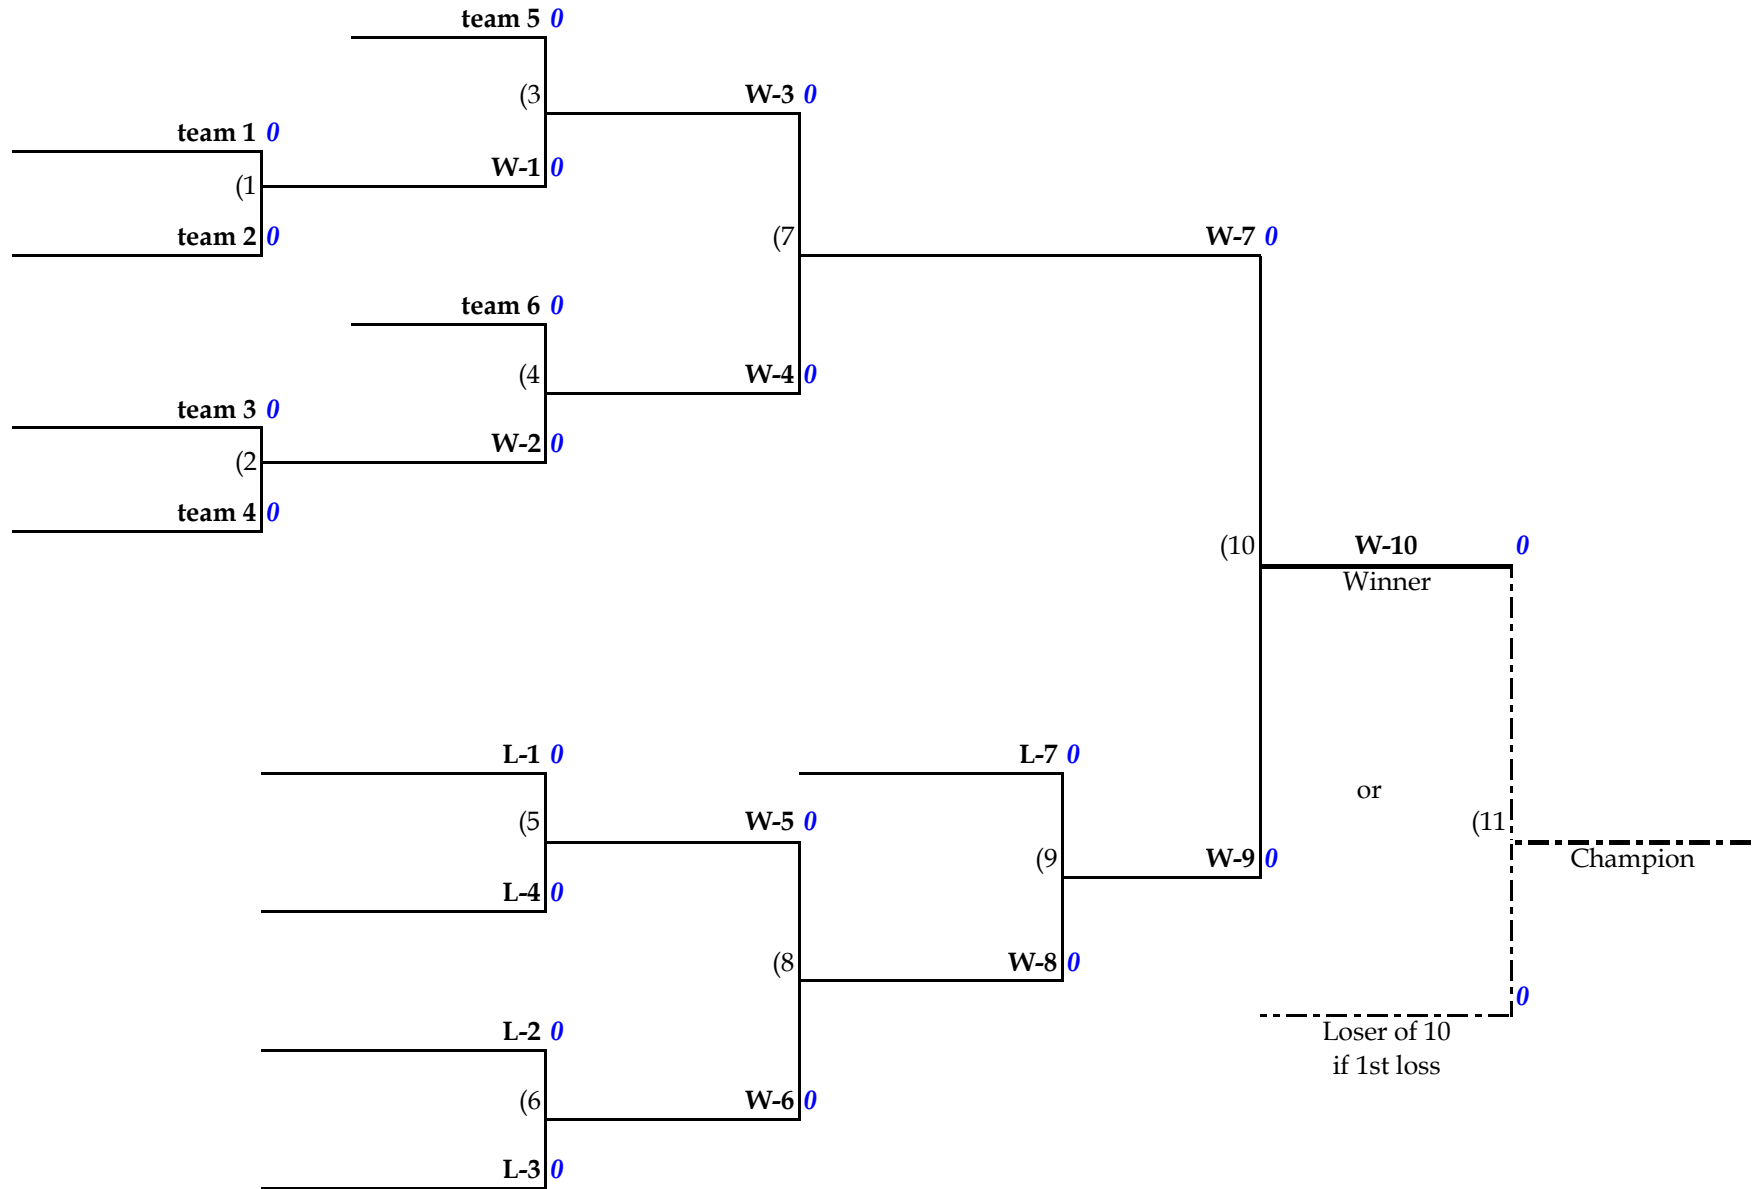 team 5 0
(3
W-3 0
team 1 0
W-1 0
(1
team 2 0
(7
W-7 0
team 6 0
(4
W-4 0
team 3 0
W-2 0
(2
team 4 0
(10
W-10 0
Winner
L-1 0
L-7 0
or
(5
W-5 0
(11
(9
W-9 0
Champion
L-4 0
(8
W-8 0
0
L-2 0
Loser of 10
if 1st loss
(6
W-6 0
L-3 0